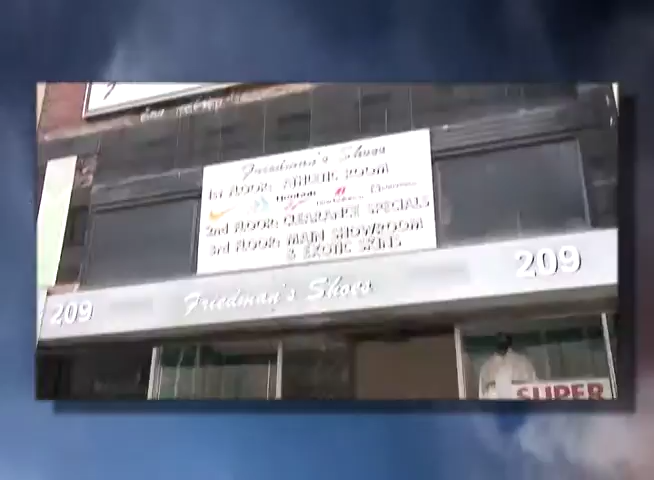 Friedman's Shoes
1st FLOOR: ATHLETIC ROOM
2nd FLOOR: CLEARANCE SPECIALS
3rd FLOOR: MAIN SHOWROOM
& EXOTIC SKINS
209 Friedman's Shoes 209
SUPER